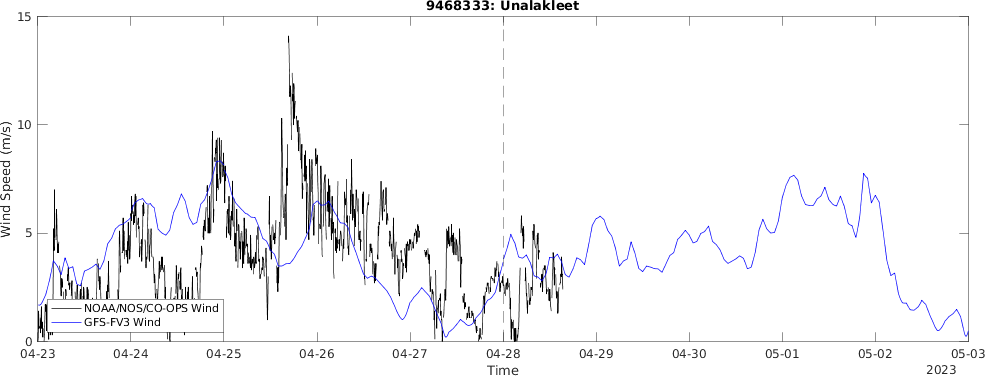 9468333: Unalakleet
15
10
5
0
Wind Speed (m/s)
NOAA/NOS/CO-OPS Wind
GFS-FV3 Wind
04-23 04-24 04-25 04-26 04-27 04-28 04-29 04-30 05-01 05-02 05-03
Time
2023